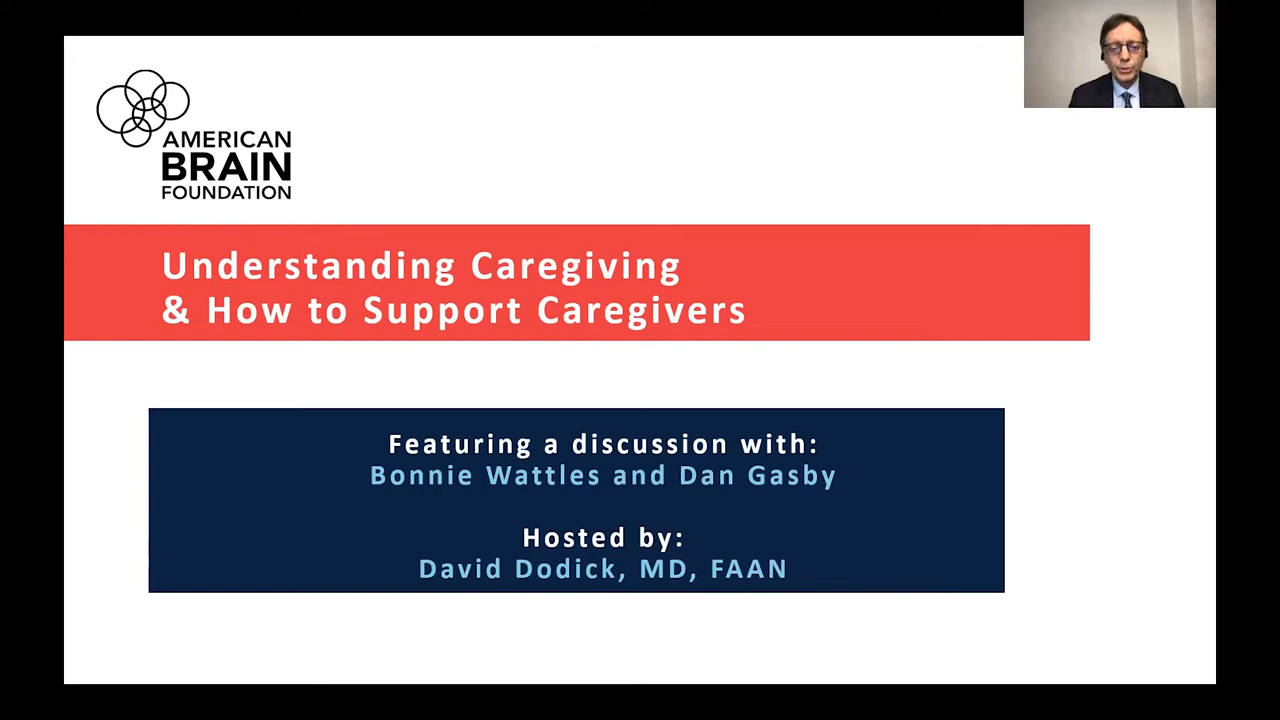 AMERICAN
BRAIN
FOUNDATION
Understanding Caregiving
& How to Support Caregivers
Featuring a discussion with:
Bonnie Wattles and Dan Gasby
Hosted by:
David Dodick, MD, FAAN